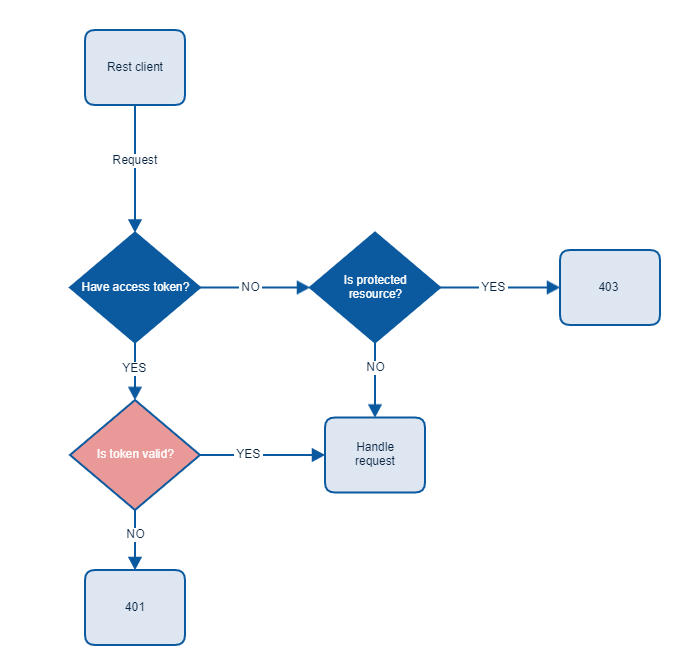 Rest client
Request
Have access token?
NO
Is protected
resource?
YES
403
YES
NO
Is token valid?
YES
Handle
request
NO
401